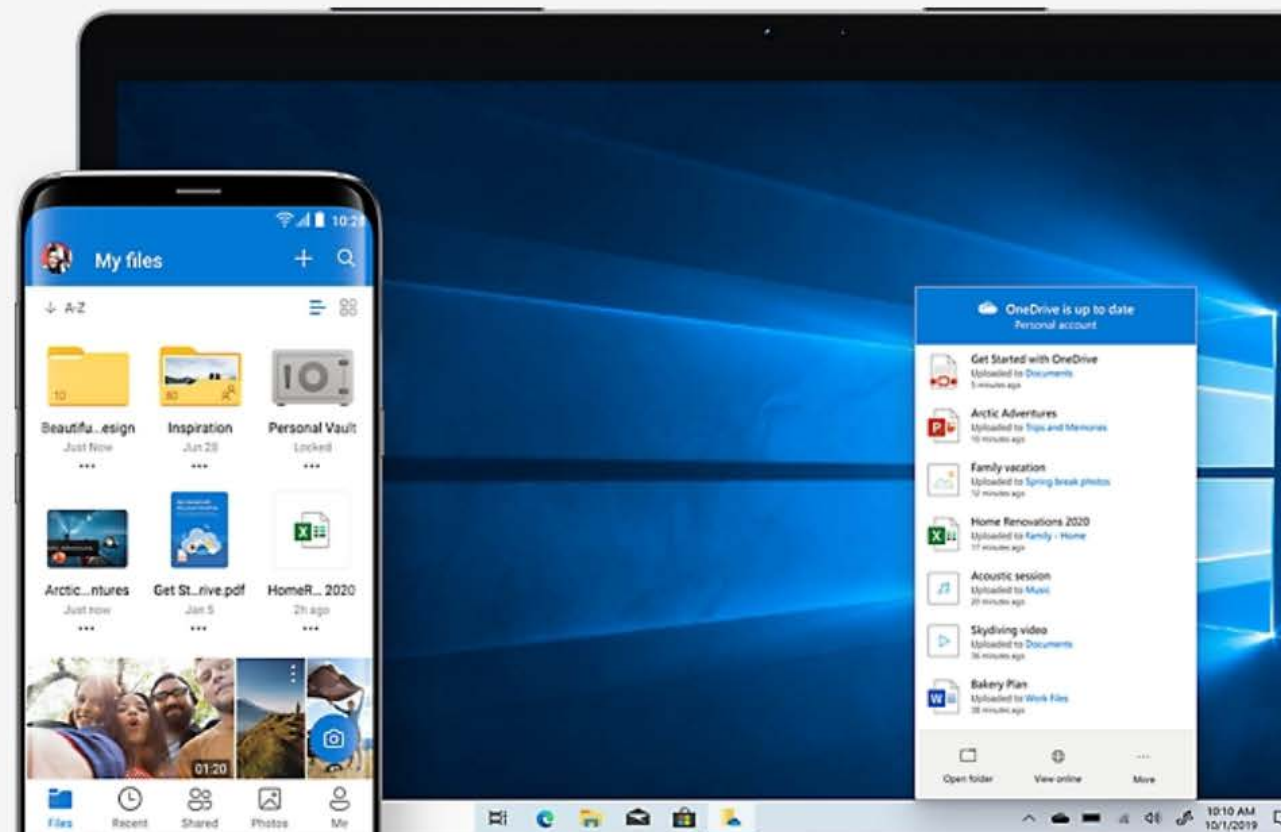 10:28
My files
A-Z
10
80
Beautifu...esign
Inspiration
Personal Vault
Just Now
Jun 28
Locked
Arctic...ntures
Get St...rive.pdf
HomeR... 2020
Just now
Jan 5
2h ago
01:20
Files
Recent
Shared
Photos
Me
OneDrive is up to date
Personal account
Get Started with OneDrive
Uploaded to Documents
5 minutes ago
Arctic Adventures
Uploaded to Trips and Memories
10 minutes ago
Family vacation
Uploaded to Spring break photos
12 minutes ago
Home Renovations 2020
Uploaded to Family - Home
17 minutes ago
Acoustic session
Uploaded to Music
20 minutes ago
Skydiving video
Uploaded to Documents
36 minutes ago
Bakery Plan
Uploaded to Work Files
38 minutes ago
Open folder
View online
More
10:10 AM
10/1/2019